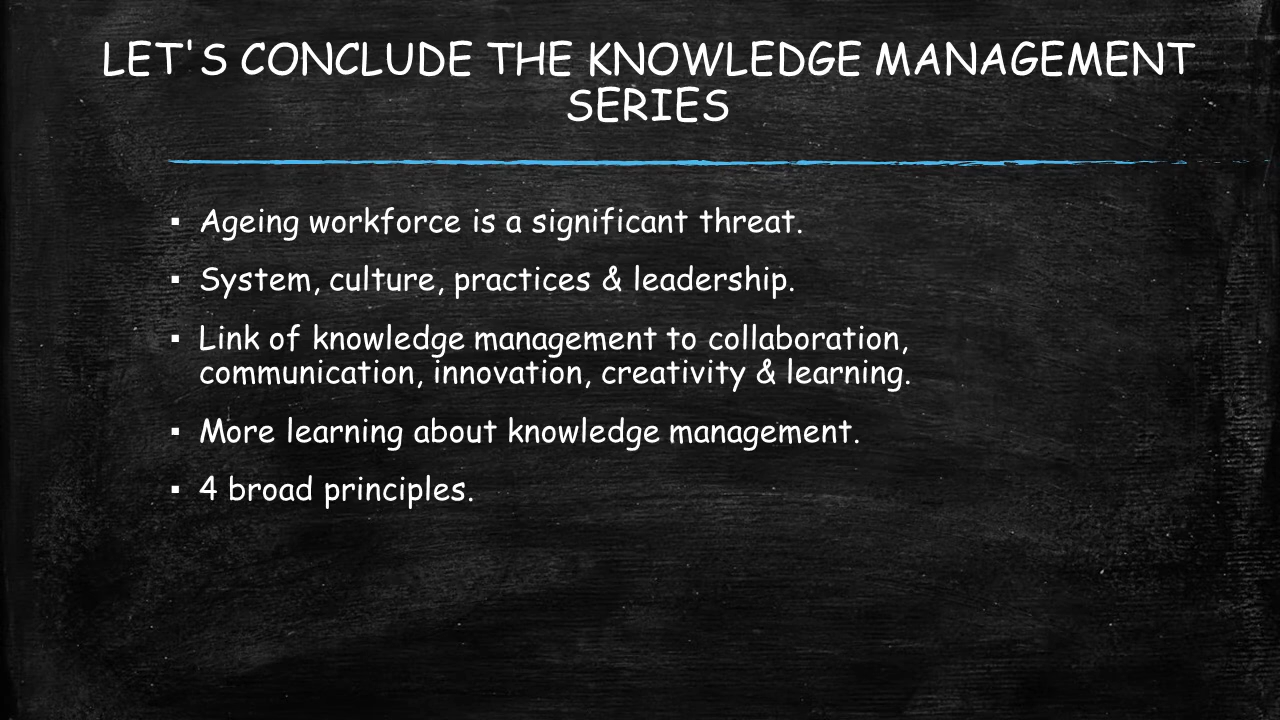 LET'S CONCLUDE THE KNOWLEDGE MANAGEMENT
SERIES
▪ Ageing workforce is a significant threat.
▪ System, culture, practices & leadership.
▪ Link of knowledge management to collaboration,
communication, innovation, creativity & learning.
▪ More learning about knowledge management.
▪ 4 broad principles.